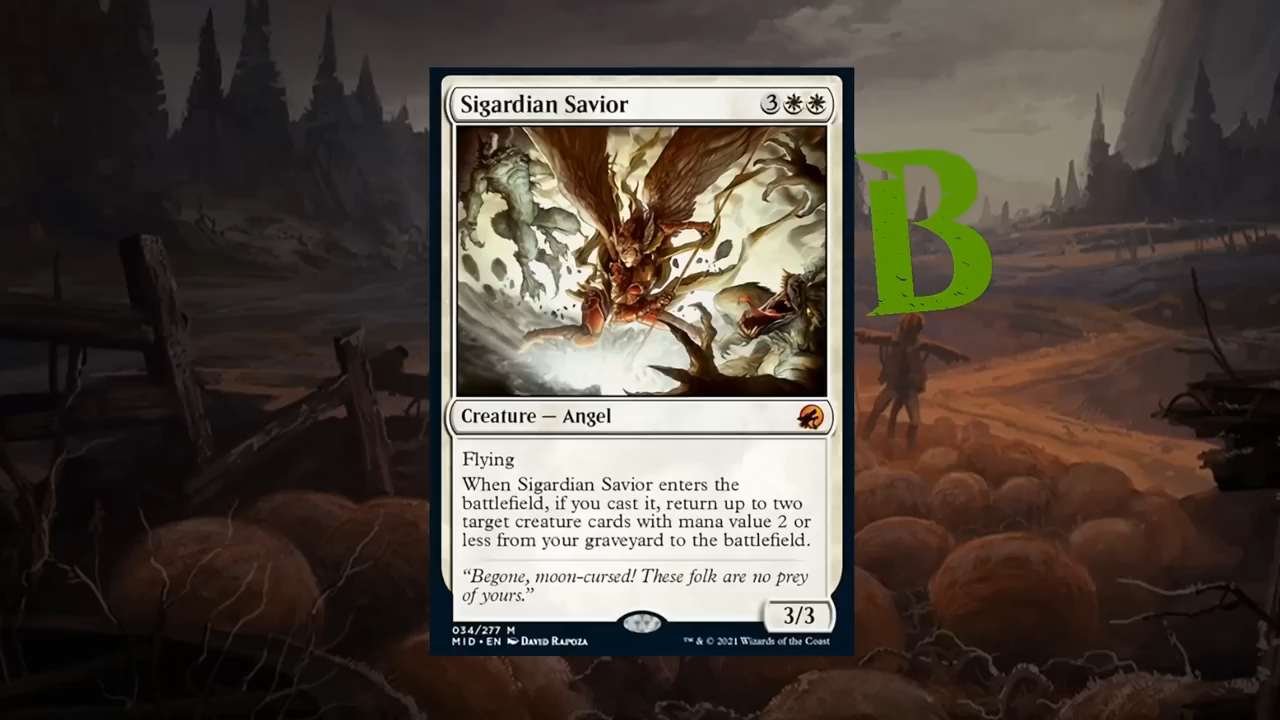 Sigardian Savior
3
B
Creature — Angel
Flying
When Sigardian Savior enters the
battlefield, if you cast it, return up to two
target creature cards with mana value 2 or
less from your graveyard to the battlefield.
“Begone, moon-cursed! These folk are no prey
of yours.”
3/3
034/277 M
MID • EN David Rapoza
™ & © 2021 Wizards of the Coast